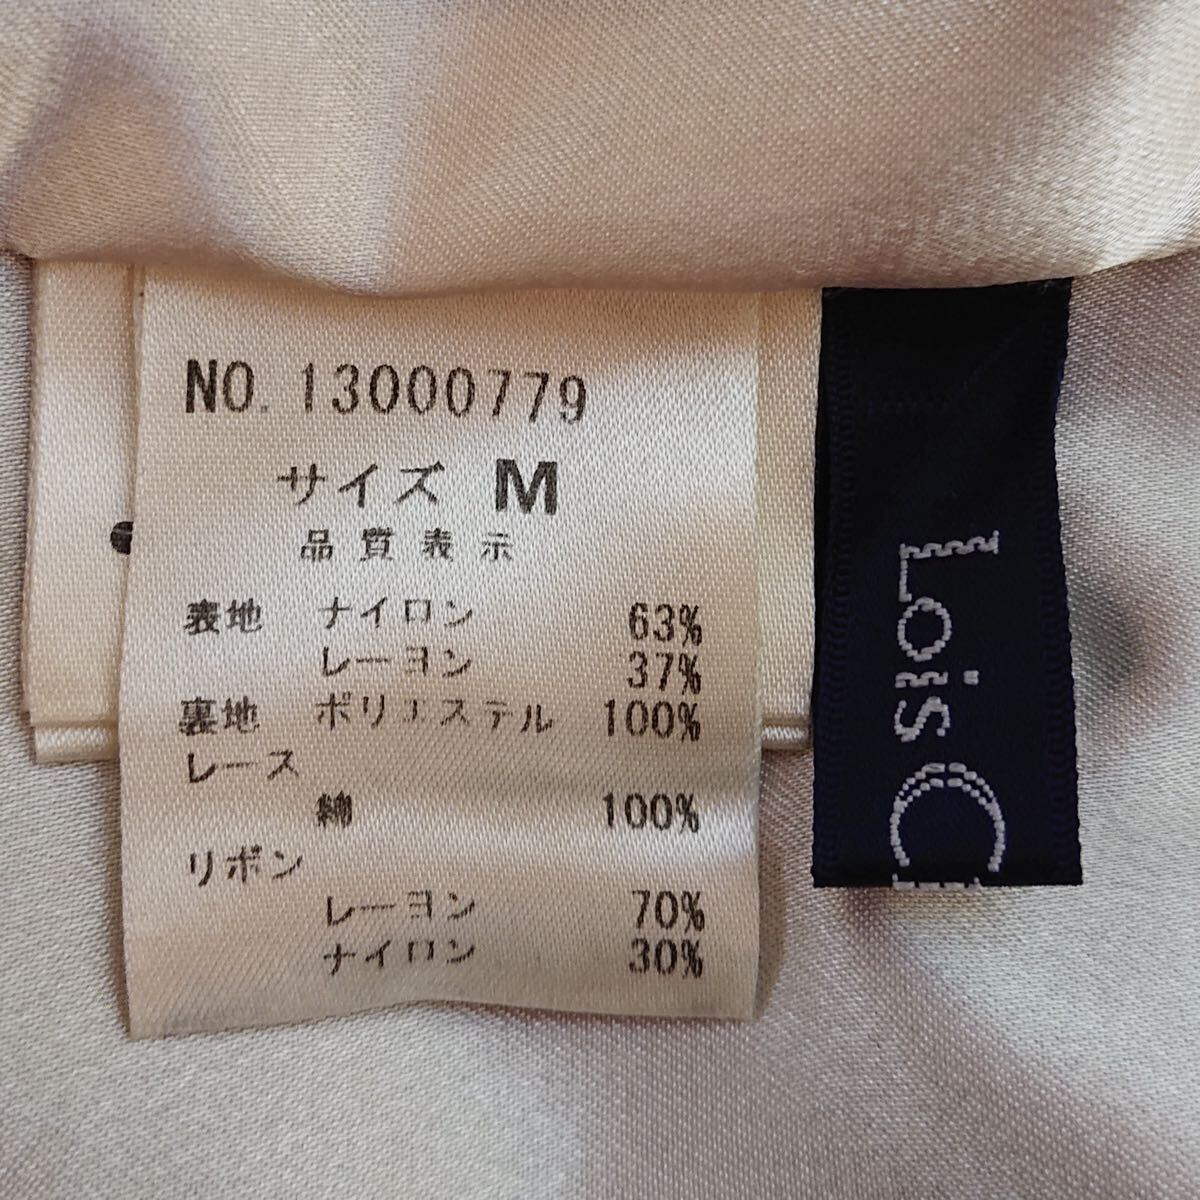 NO. 13000779
サイズ M
品質表示
表地 ナイロン 63%
レーヨン 37%
裏地 ポリエステル 100%
レース
綿 100%
リボン
レーヨン 70%
ナイロン 30%
Lois C